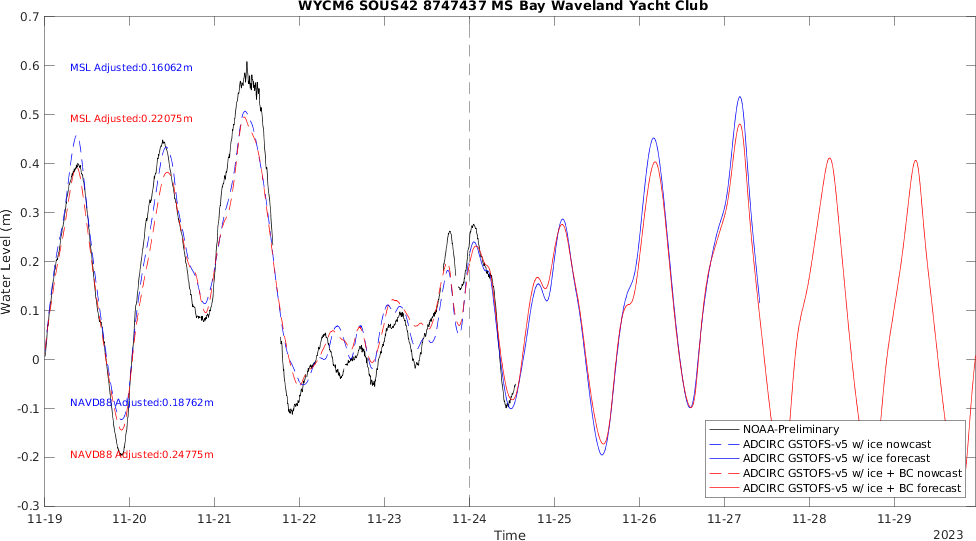 WYCM6 SOUS42 8747437 MS Bay Waveland Yacht Club
0.7
0.6
0.5
0.4
0.3
0.2
0.1
0
-0.1
-0.2
-0.3
Water Level (m)
MSL Adjusted:0.16062m
MSL Adjusted:0.22075m
NAVD88 Adjusted:0.18762m
NAVD88 Adjusted:0.24775m
NOAA-Preliminary
ADCIRC GSTOFS-v5 w/ ice nowcast
ADCIRC GSTOFS-v5 w/ ice forecast
ADCIRC GSTOFS-v5 w/ ice + BC nowcast
ADCIRC GSTOFS-v5 w/ ice + BC forecast
11-19 11-20 11-21 11-22 11-23 11-24 11-25 11-26 11-27 11-28 11-29
Time
2023